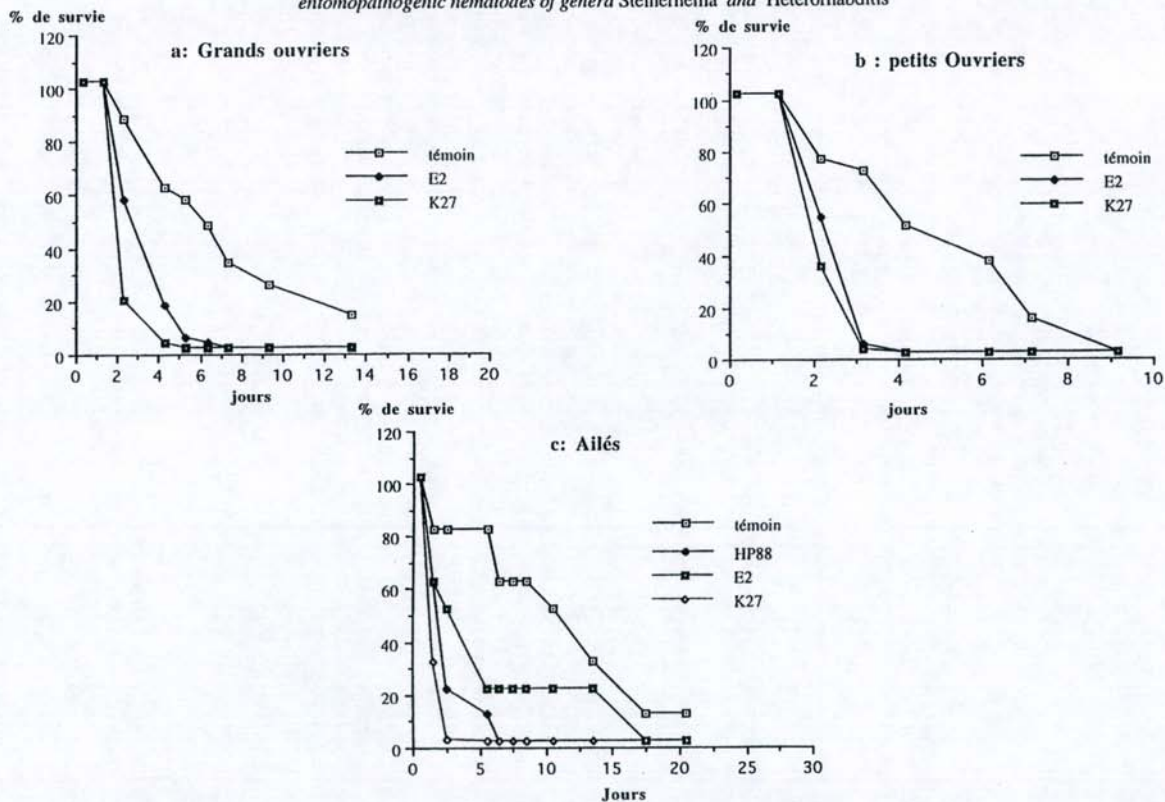 entomopathogenic nematodes of genera Steinernema and Heterorhabditis
% de survie
a: Grands ouvriers
120
100
80
60
40
20
0
0 2 4 6 8 10 12 14 16 18 20
jours
témoin
E2
K27
% de survie
b : petits Ouvriers
120
100
80
60
40
20
0
0 2 4 6 8 10
jours
témoin
E2
K27
% de survie
c: Ailés
120
100
80
60
40
20
0
0 5 10 15 20 25 30
Jours
témoin
HP88
E2
K27